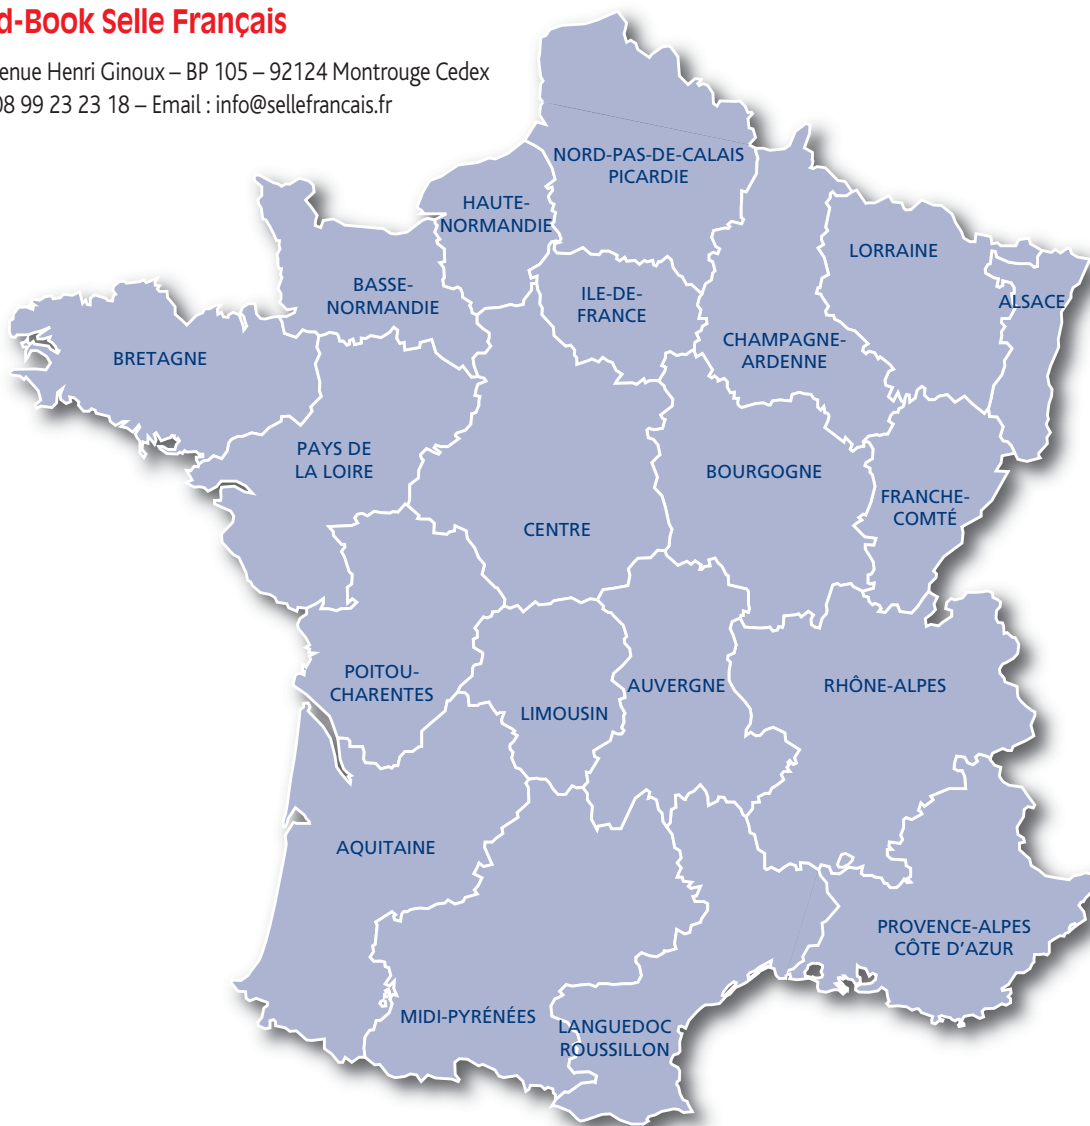 d-Book Selle Français
enue Henri Ginoux – BP 105 – 92124 Montrouge Cedex
08 99 23 23 18 – Email : info@sellefrancais.fr
NORD-PAS-DE-CALAIS
PICARDIE
HAUTE-
NORMANDIE
BASSE-
NORMANDIE
ILE-DE-
FRANCE
LORRAINE
ALSACE
CHAMPAGNE-
ARDENNE
BRETAGNE
PAYS DE
LA LOIRE
CENTRE
BOURGOGNE
FRANCHE-
COMTÉ
POITOU-
CHARENTES
LIMOUSIN
AUVERGNE
RHÔNE-ALPES
AQUITAINE
PROVENCE-ALPES
CÔTE D'AZUR
MIDI-PYRÉNÉES
LANGUEDOC
ROUSSILLON